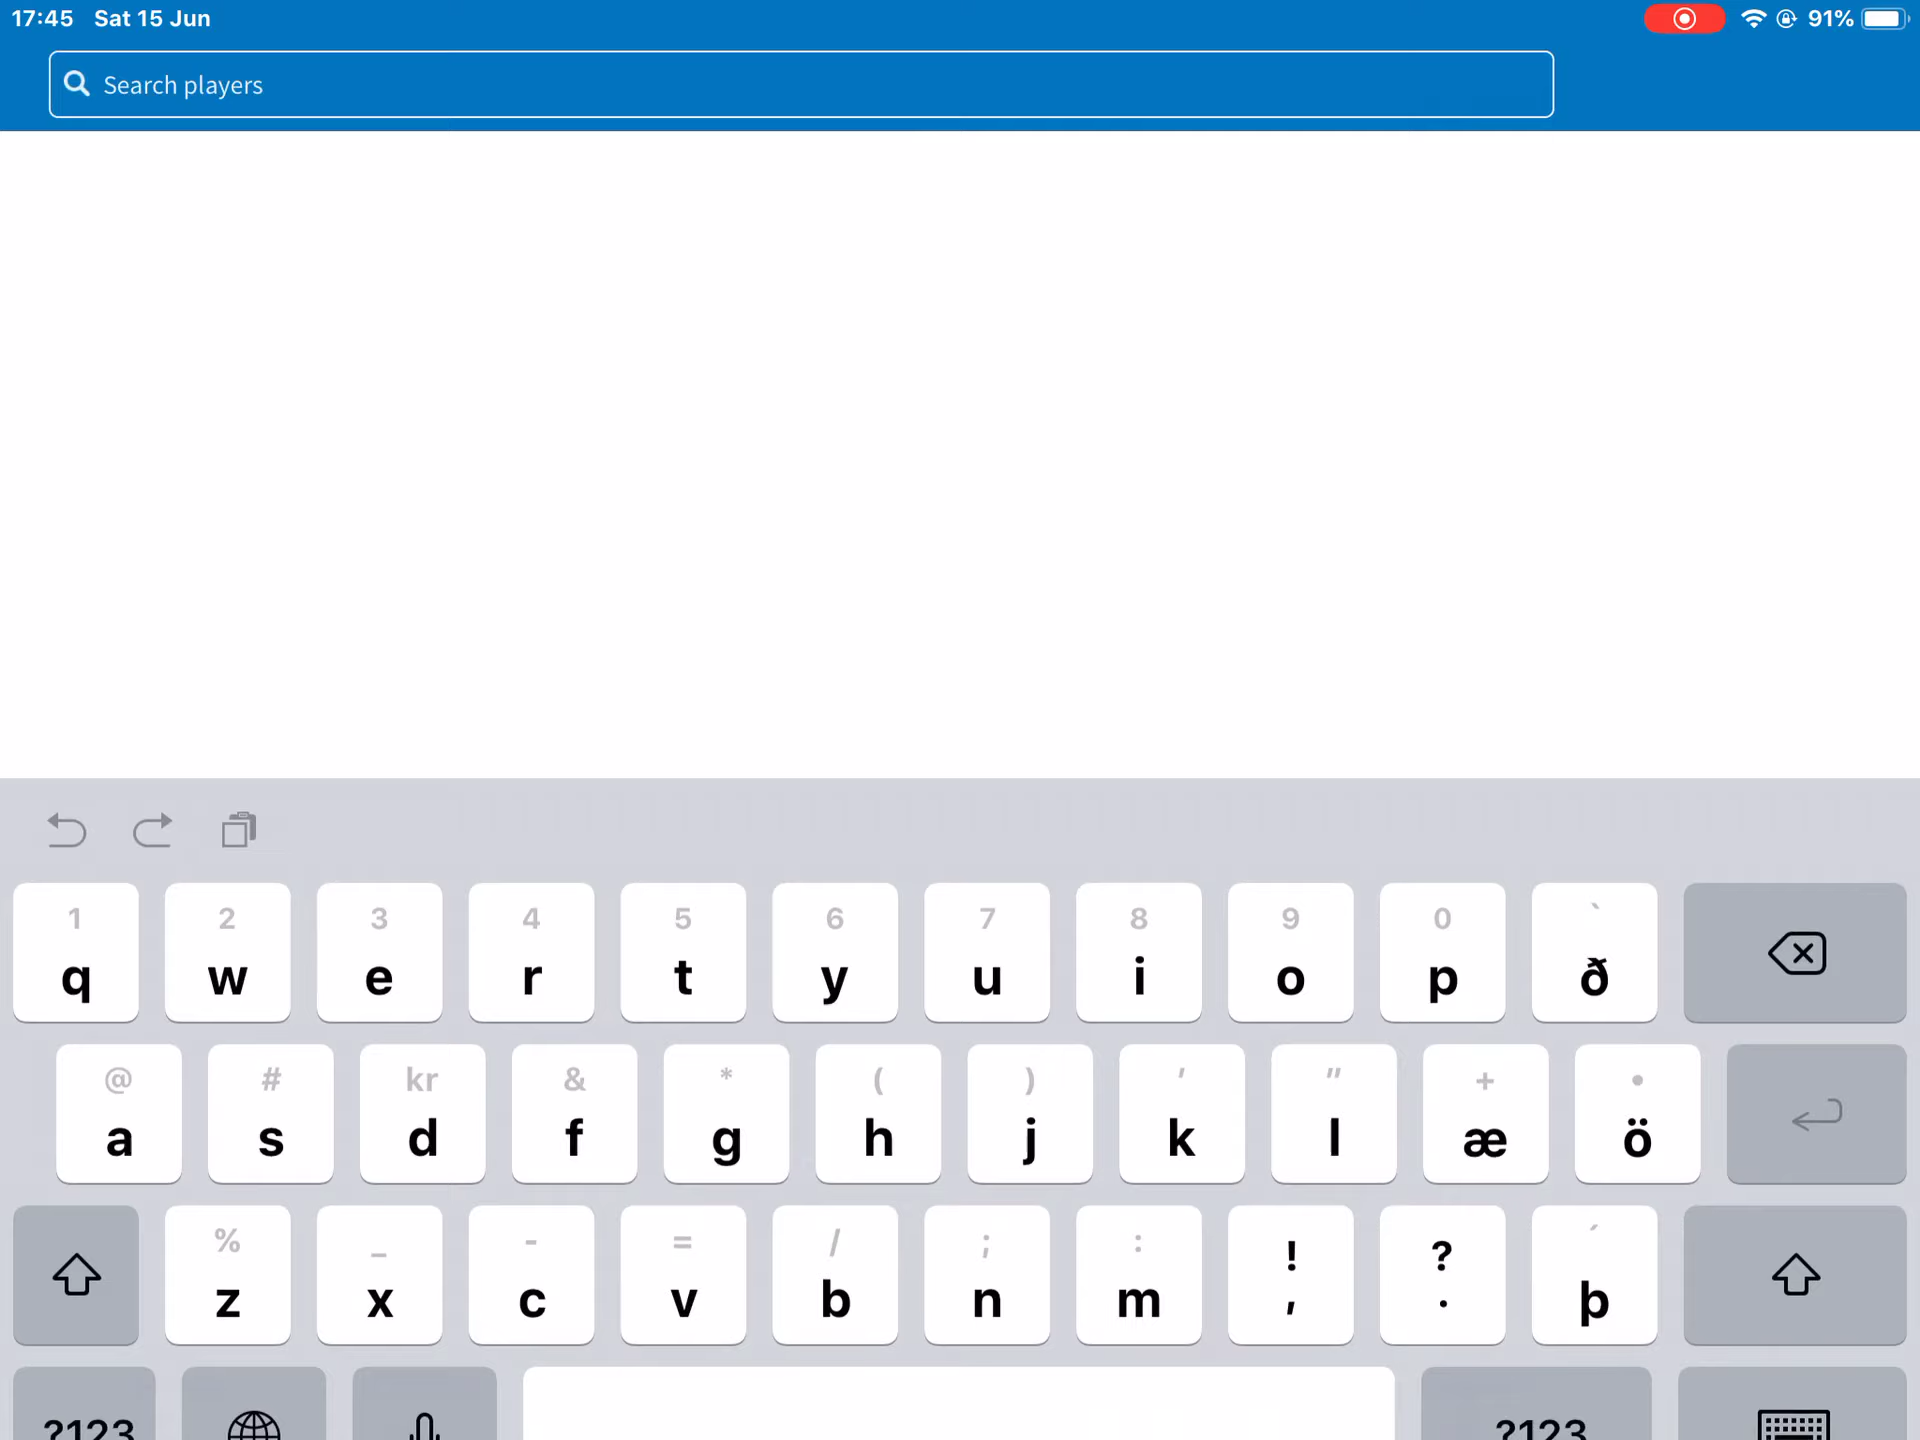 17:45 Sat 15 Jun 91%
Search players
1 2 3 4 5 6 7 8 9 0 `
q w e r t y u i o p ð
@ # kr & * ( ) ' " + •
a s d f g h j k l æ ö
% _ - = / ; : ! ? ´
z x c v b n m , . þ
?123 ?123